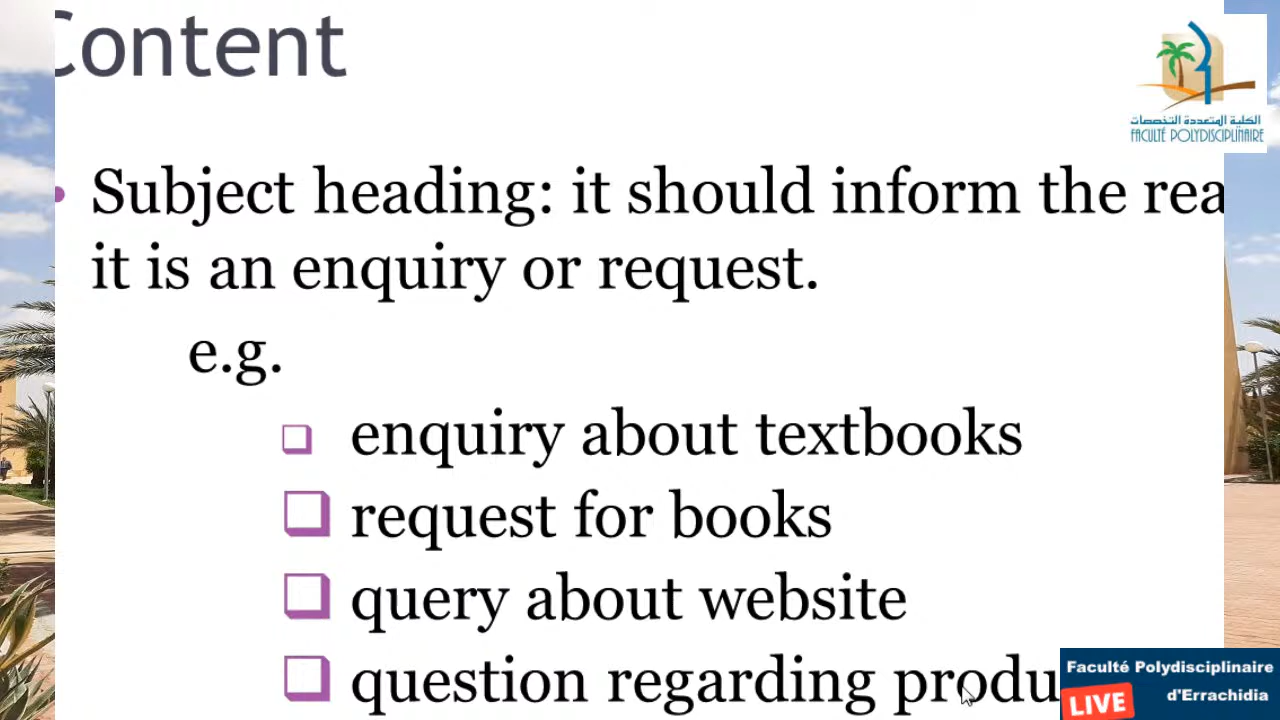 Content
الكلية المتعددة التخصصات
FACULTÉ POLYDISCIPLINAIRE
Subject heading: it should inform the rea
it is an enquiry or request.
e.g.
enquiry about textbooks
request for books
query about website
question regarding produ
Faculté Polydisciplinaire
d'Errachidia
LIVE